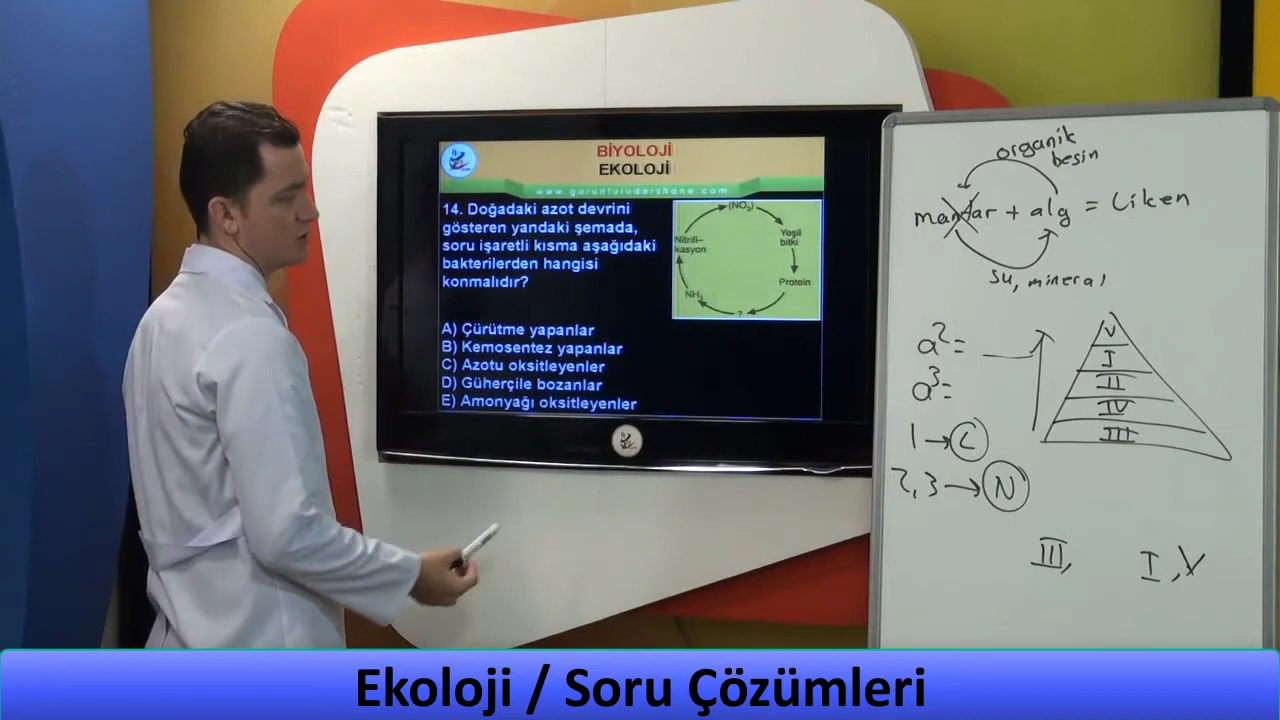 BİYOLOJİ
EKOLOJİ
www.goruntuludershane.com
14. Doğadaki azot devrini
gösteren yandaki şemada,
soru işaretli kısma aşağıdaki
bakterilerden hangisi
konmalıdır?
(NO₃)
Nitrifi-
kasyon
Yeşil
bitki
Protein
NH₃
?
A) Çürütme yapanlar
B) Kemosentez yapanlar
C) Azotu oksitleyenler
D) Güherçile bozanlar
E) Amonyağı oksitleyenler
organik
besin
mantar + alg = Liken
su, mineral
a² =
a³ =
1 → C
2, 3 → N
V
I
II
IV
III
III,
I, V
Ekoloji / Soru Çözümleri